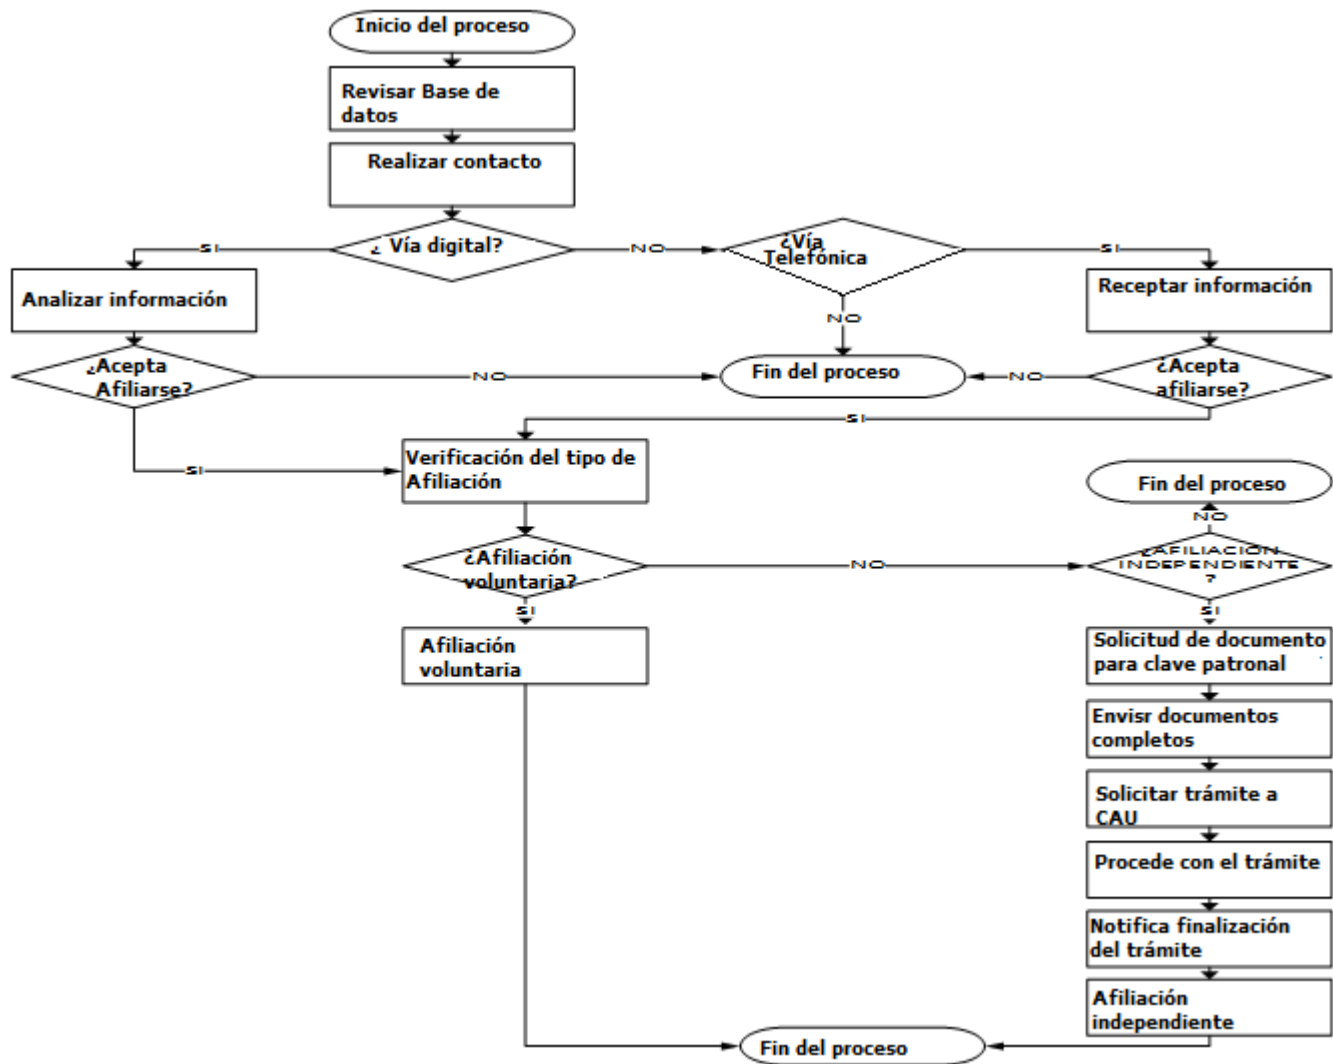 Inicio del proceso
Revisar Base de
datos
Realizar contacto
¿ Vía digital?
SI
NO
¿Vía
Telefónica
SI
NO
Analizar información
Receptar información
¿Acepta
Afiliarse?
NO
Fin del proceso
NO
¿Acepta
afiliarse?
SI
SI
Verificación del tipo de
Afiliación
Fin del proceso
NO
¿Afiliación
voluntaria?
NO
¿AFILIACIÓN
INDEPENDIENTE
?
SI
SI
Afiliación
voluntaria
Solicitud de documento
para clave patronal
Envisr documentos
completos
Solicitar trámite a
CAU
Procede con el trámite
Notifica finalización
del trámite
Afiliación
independiente
Fin del proceso